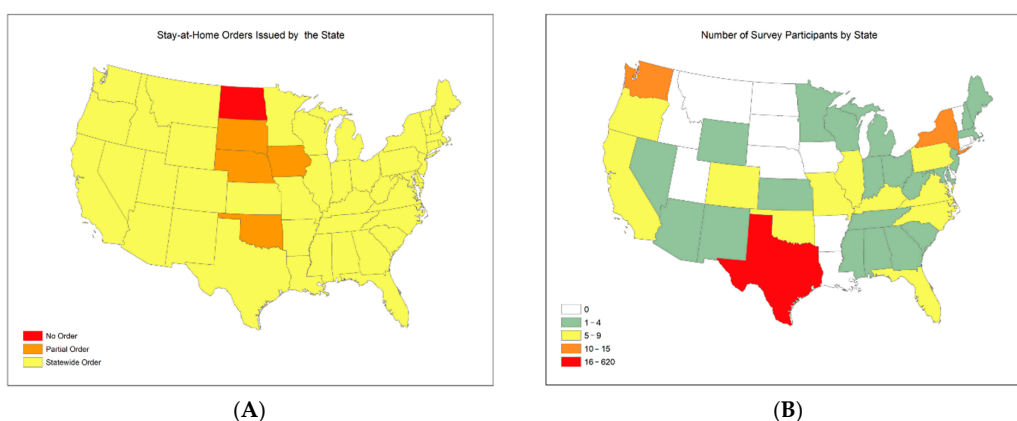 Stay-at-Home Orders Issued by the State
No Order
Partial Order
Statewide Order
(A)
Number of Survey Participants by State
0
1 – 4
5 – 9
10 – 15
16 – 620
(B)